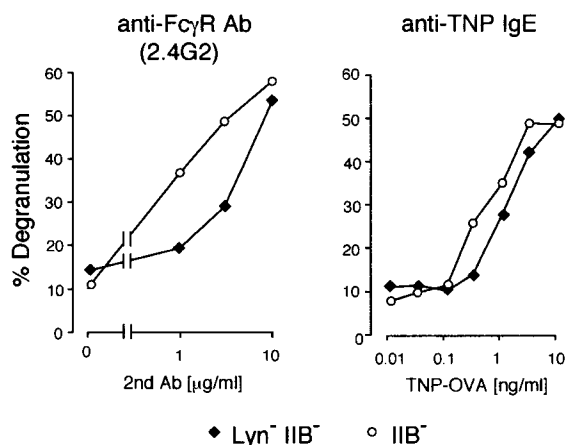 anti-FcγR Ab
(2.4G2)
anti-TNP IgE
% Degranulation
60
50
40
30
20
10
0
0
1
10
2nd Ab [μg/ml]
60
50
40
30
20
10
0
0.01
0.1
1
10
TNP-OVA [ng/ml]
◆ Lyn⁻ IIB⁻
○ IIB⁻